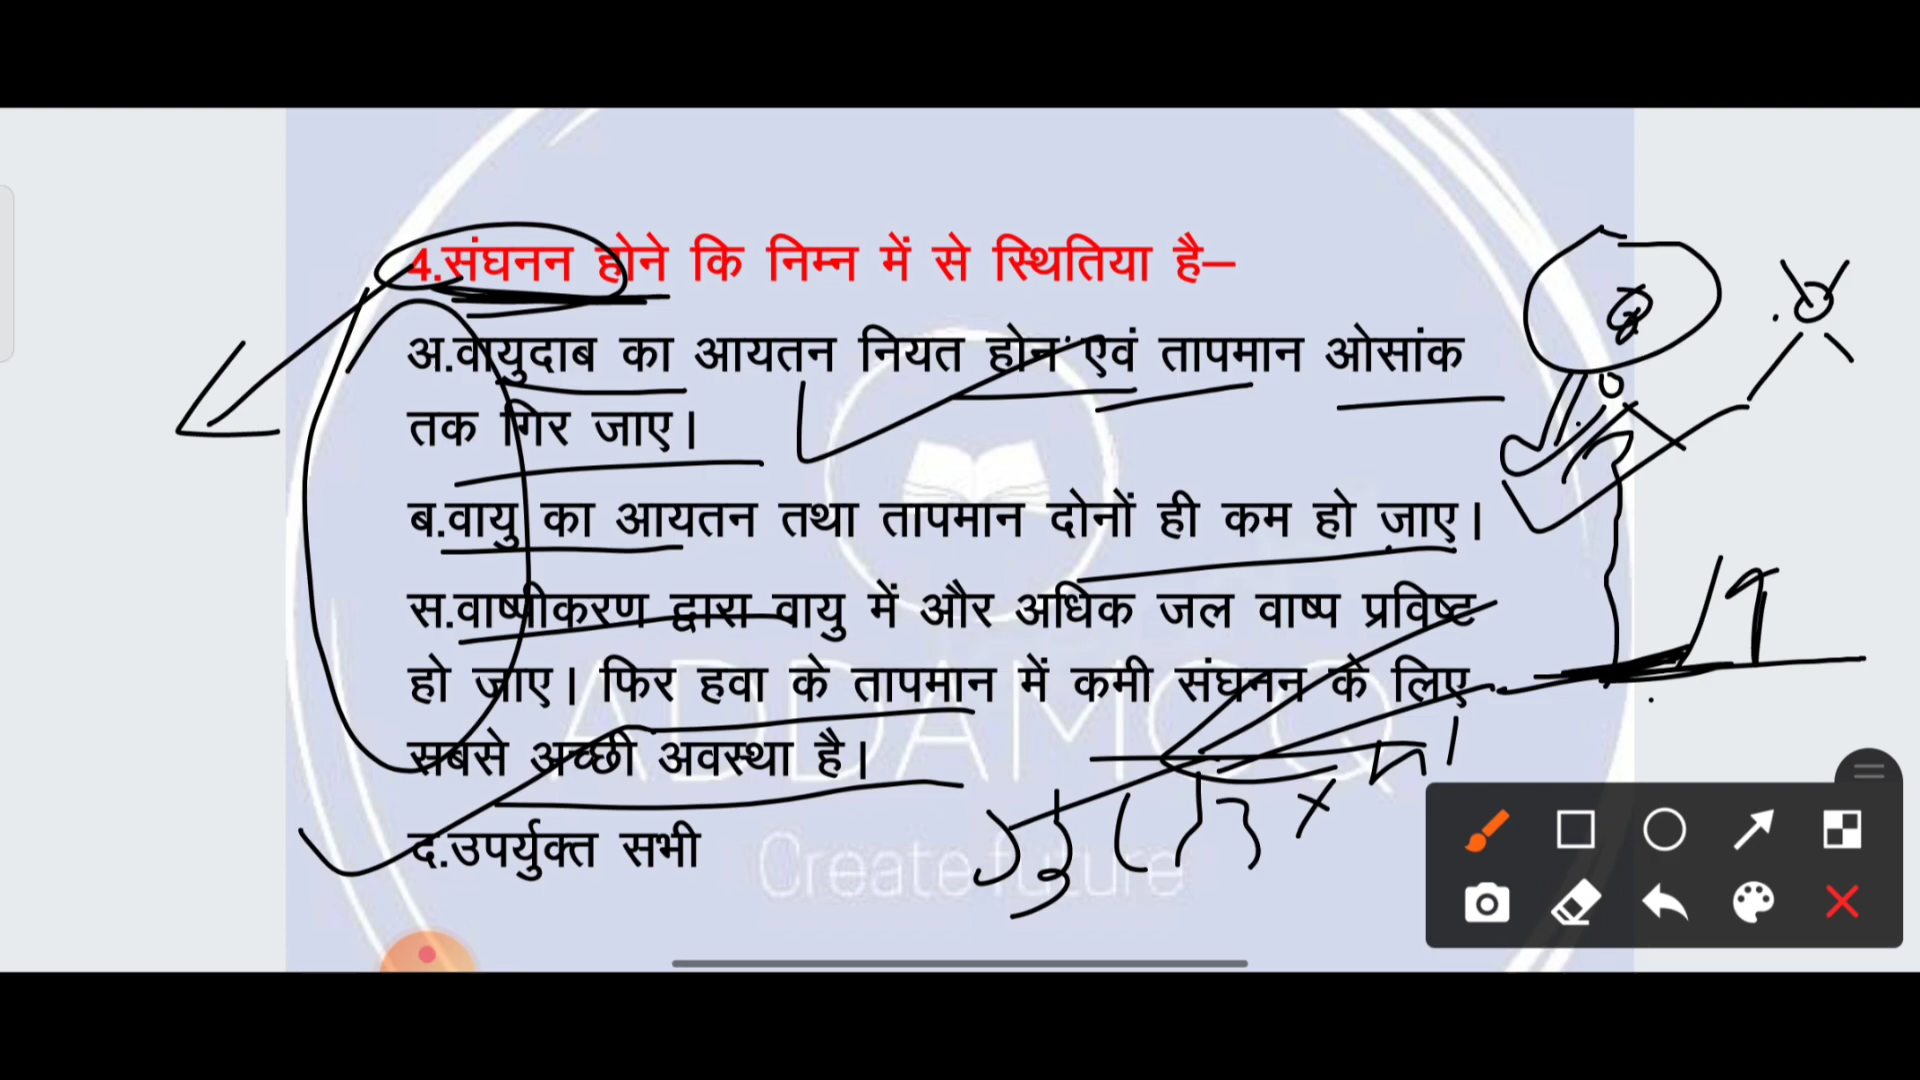 4.संघनन होने कि निम्न में से स्थितिया है–
अ.वायुदाब का आयतन नियत होने एवं तापमान ओसांक
तक गिर जाए।
ब.वायु का आयतन तथा तापमान दोनों ही कम हो जाए।
स.वाष्पीकरण द्वारा वायु में और अधिक जल वाष्प प्रविष्ट
हो जाए। फिर हवा के तापमान में कमी संघनन के लिए
सबसे अच्छी अवस्था है।
द.उपर्युक्त सभी
ADDAMCQ
Create future